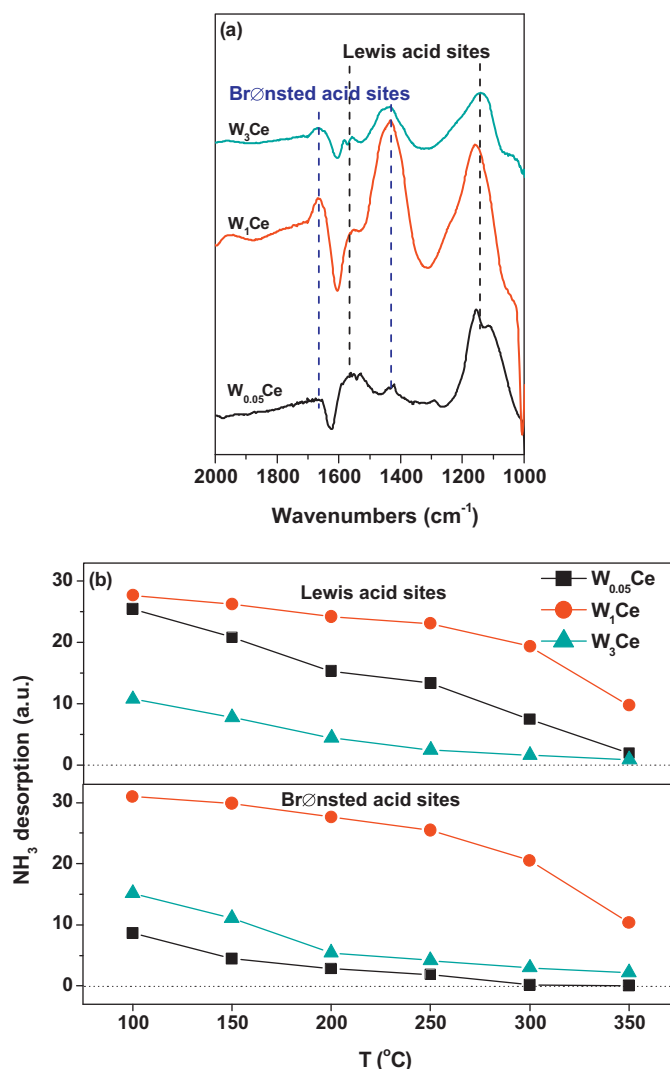 (a)
Lewis acid sites
BrØnsted acid sites
W₃Ce
W₁Ce
W₀.₀₅Ce
2000 1800 1600 1400 1200 1000
Wavenumbers (cm⁻¹)
(b)
Lewis acid sites
W₀.₀₅Ce
W₁Ce
W₃Ce
30
20
10
0
BrØnsted acid sites
30
20
10
0
NH₃ desorption (a.u.)
100 150 200 250 300 350
T (°C)